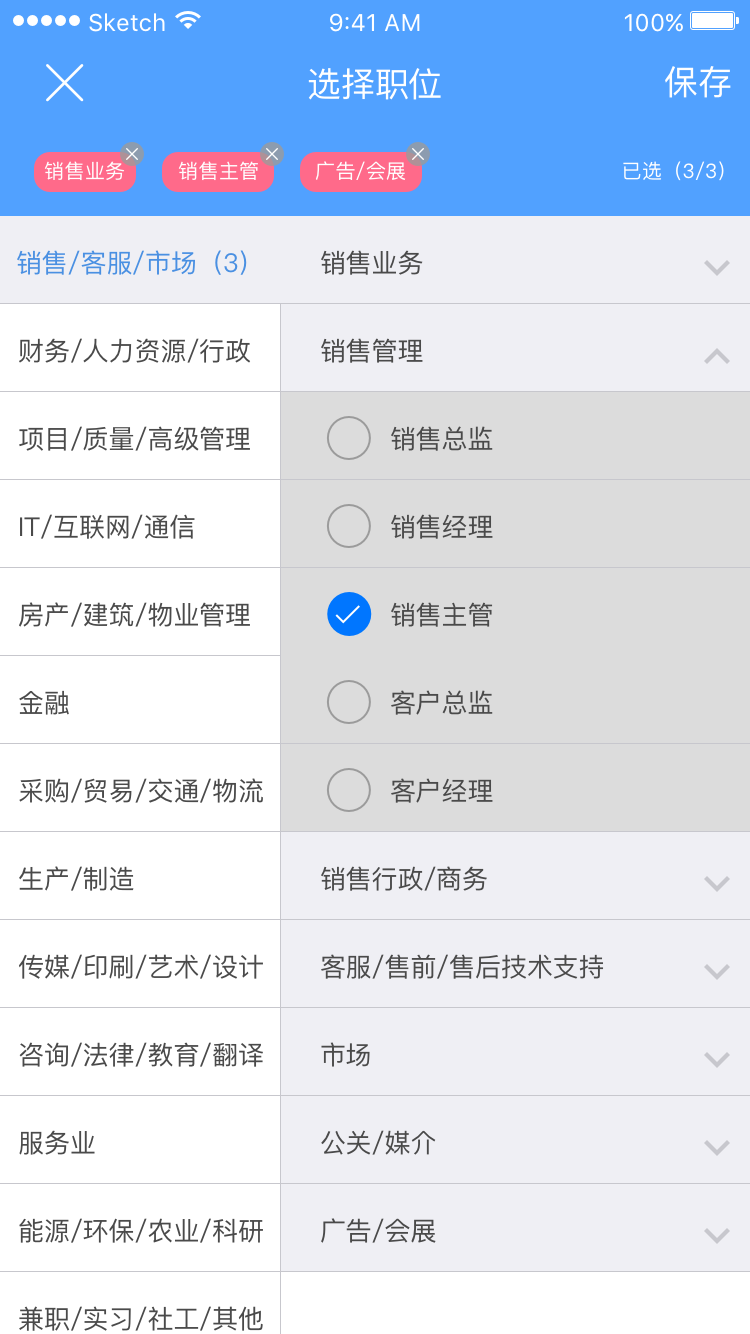 Sketch 9:41 AM 100%
选择职位 保存
销售业务 销售主管 广告/会展 已选（3/3）
销售/客服/市场（3） 销售业务
财务/人力资源/行政 销售管理
项目/质量/高级管理 销售总监
IT/互联网/通信 销售经理
房产/建筑/物业管理 销售主管
金融 客户总监
采购/贸易/交通/物流 客户经理
生产/制造 销售行政/商务
传媒/印刷/艺术/设计 客服/售前/售后技术支持
咨询/法律/教育/翻译 市场
服务业 公关/媒介
能源/环保/农业/科研 广告/会展
兼职/实习/社工/其他